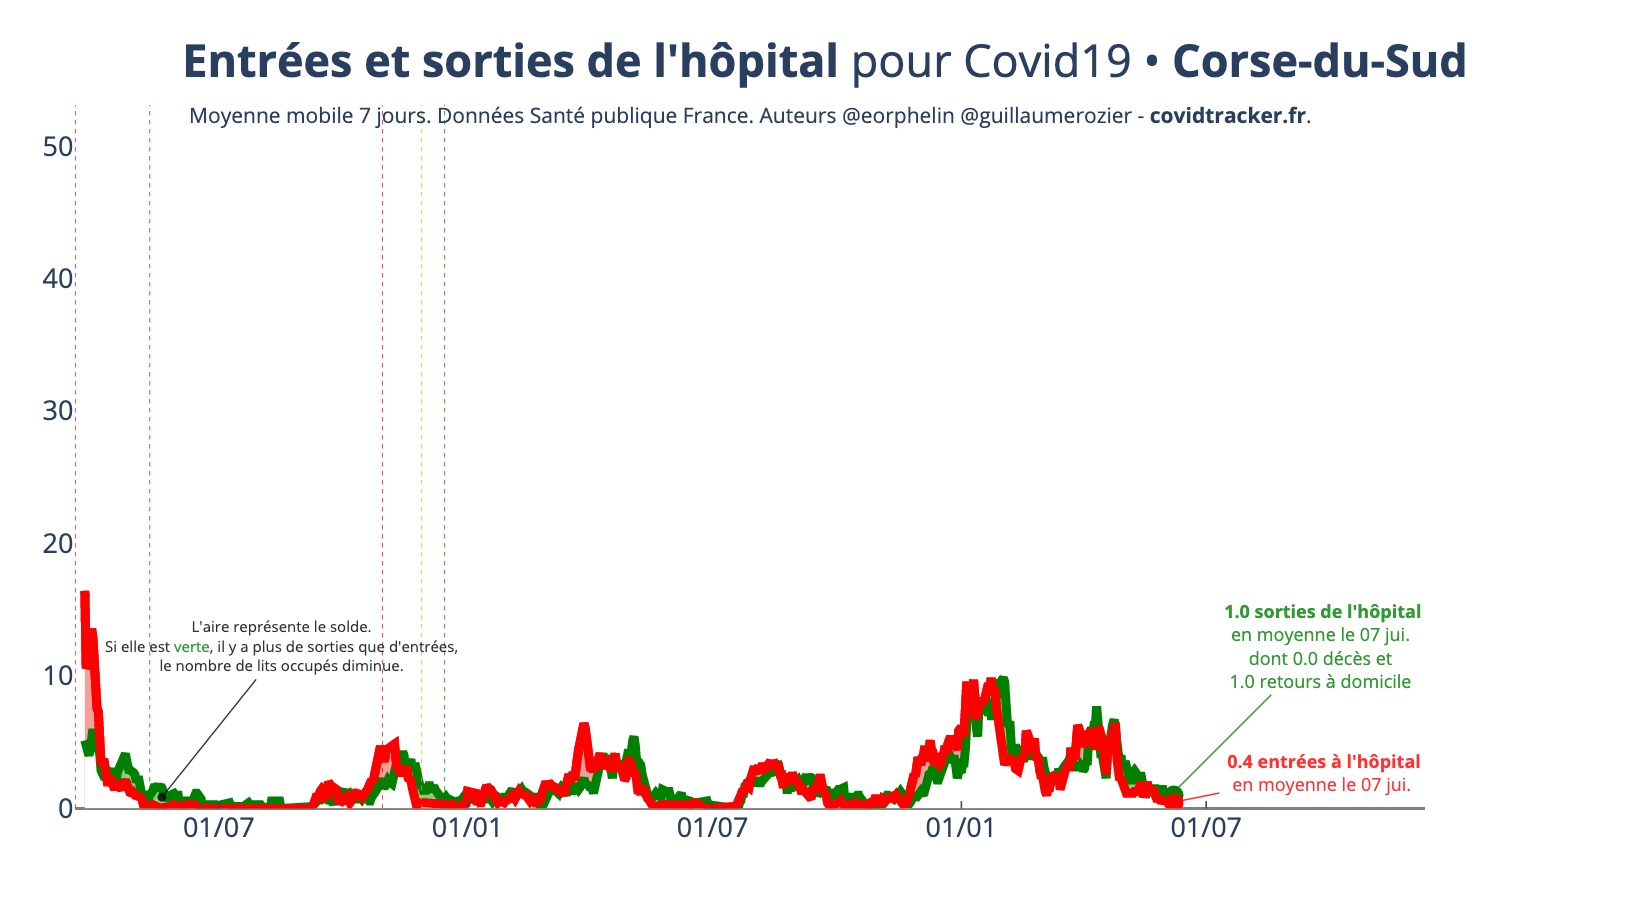 Entrées et sorties de l'hôpital pour Covid19 • Corse-du-Sud
Moyenne mobile 7 jours. Données Santé publique France. Auteurs @eorphelin @guillaumerozier - covidtracker.fr.
50
40
30
20
10
0
L'aire représente le solde.
Si elle est verte, il y a plus de sorties que d'entrées,
le nombre de lits occupés diminue.
1.0 sorties de l'hôpital
en moyenne le 07 jui.
dont 0.0 décès et
1.0 retours à domicile
0.4 entrées à l'hôpital
en moyenne le 07 jui.
01/07
01/01
01/07
01/01
01/07